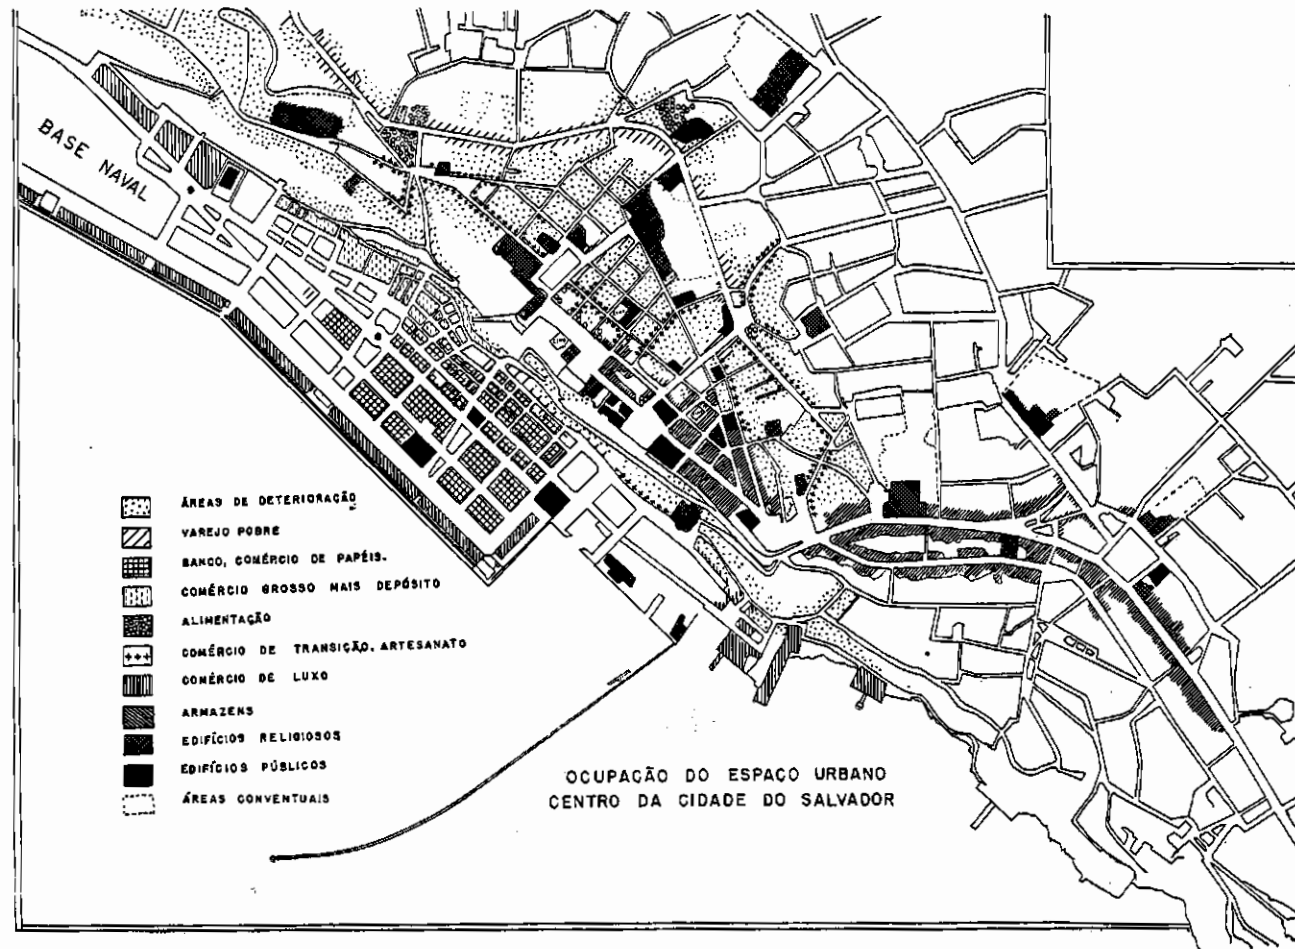 BASE NAVAL
ÁREAS DE DETERIORAÇÃO
VAREJO POBRE
BANCO, COMÉRCIO DE PAPÉIS.
COMÉRCIO GROSSO MAIS DEPÓSITO
ALIMENTAÇÃO
COMÉRCIO DE TRANSIÇÃO. ARTESANATO
COMÉRCIO DE LUXO
ARMAZENS
EDIFÍCIOS RELIGIOSOS
EDIFÍCIOS PÚBLICOS
ÁREAS CONVENTUAIS
OCUPAÇÃO DO ESPAÇO URBANO
CENTRO DA CIDADE DO SALVADOR